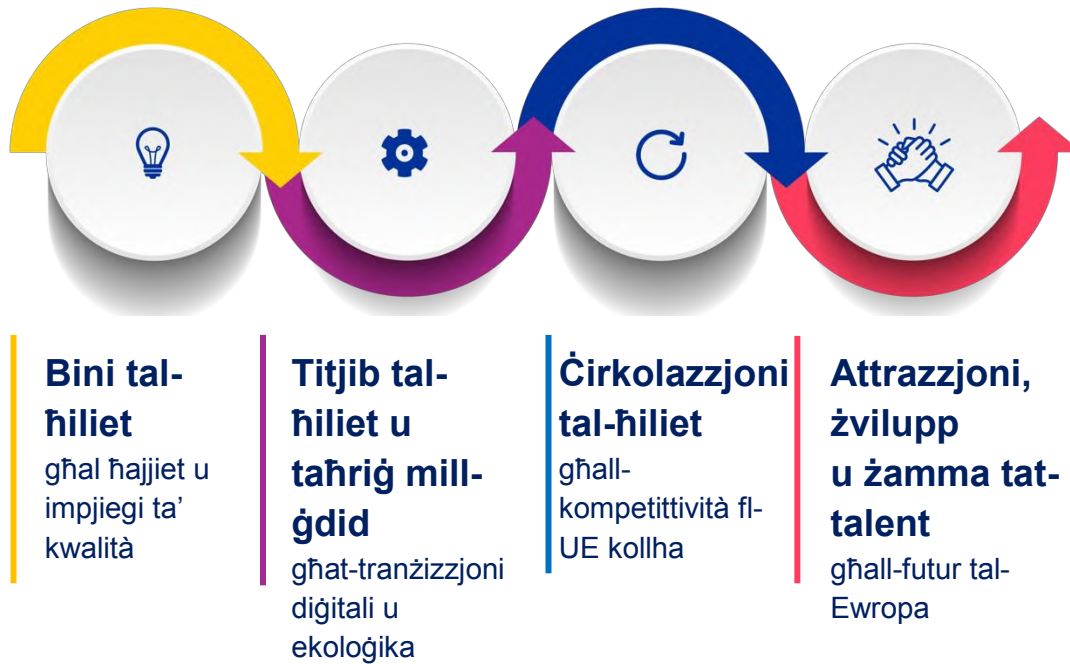 Bini tal-
ħiliet
għal ħajjiet u
impjiegi ta’
kwalità
Titjib tal-
ħiliet u
taħriġ mill-
ġdid
għat-tranżizzjoni
diġitali u
ekoloġika
Ċirkolazzjoni
tal-ħiliet
għall-
kompetittività fl-
UE kollha
Attrazzjoni,
żvilupp
u żamma tat-
talent
għall-futur tal-
Ewropa